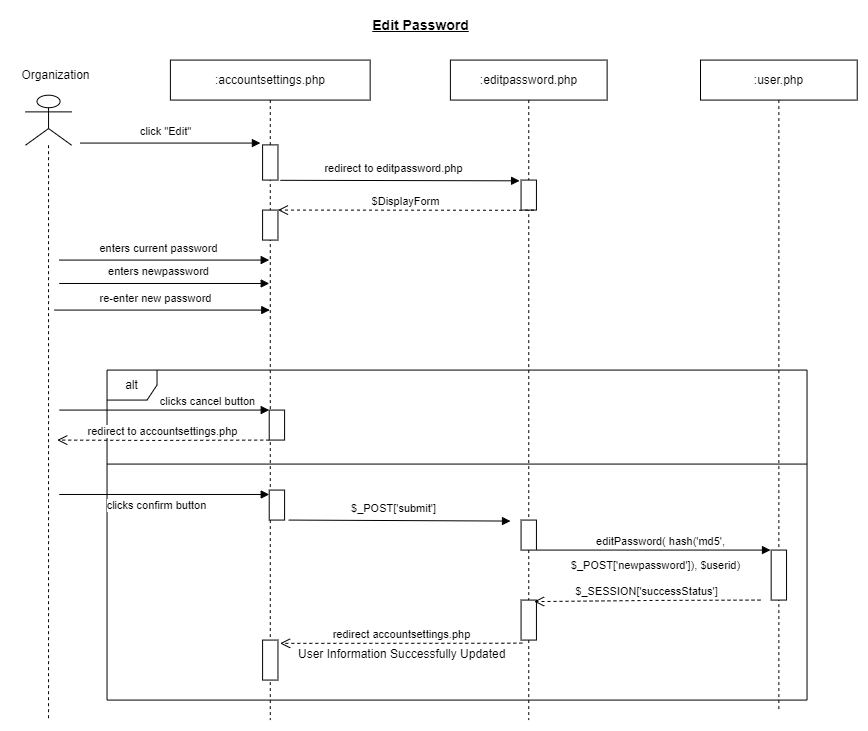 Edit Password
Organization
:accountsettings.php
:editpassword.php
:user.php
click "Edit"
redirect to editpassword.php
$DisplayForm
enters current password
enters newpassword
re-enter new password
alt
clicks cancel button
redirect to accountsettings.php
clicks confirm button
$_POST['submit']
editPassword( hash('md5',
$_POST['newpassword']), $userid)
$_SESSION['successStatus']
redirect accountsettings.php
User Information Successfully Updated